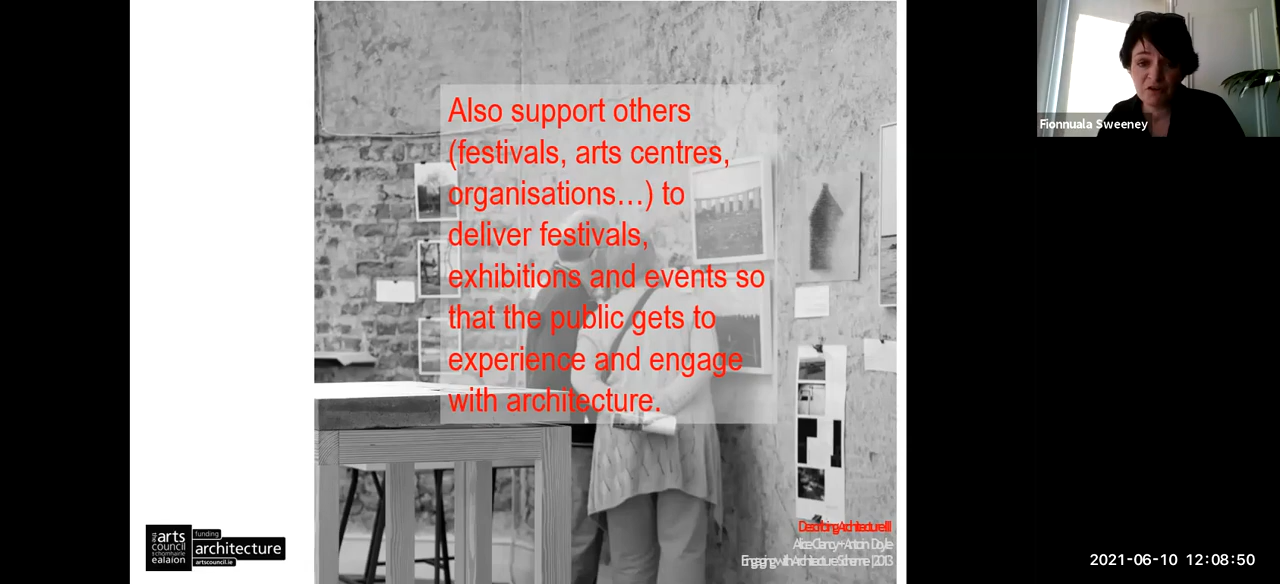 Also support others
(festivals, arts centres,
organisations…) to
deliver festivals,
exhibitions and events so
that the public gets to
experience and engage
with architecture.
Fionnuala Sweeney
Describing Architecture III
Alice Clancy + Antoin Doyle
Engaging with Architecture Scheme | 2013
arts
council
schomhairle
ealaíon
funding
architecture
artscouncil.ie
2021-06-10 12:08:50